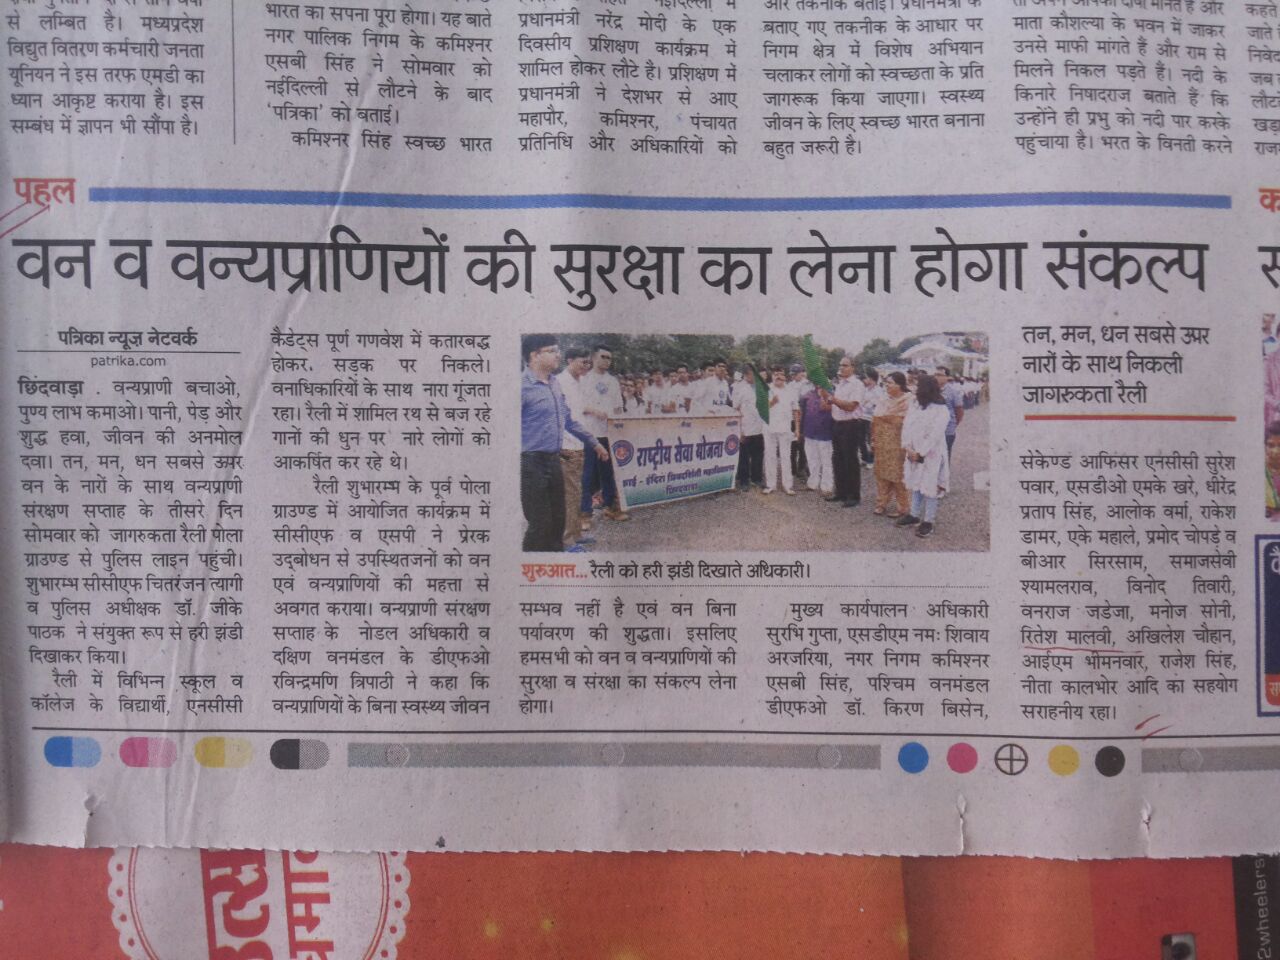 से लम्बित है। मध्यप्रदेश
विद्युत वितरण कर्मचारी जनता
यूनियन ने इस तरफ एमडी का
ध्यान आकृष्ट कराया है। इस
सम्बंध में ज्ञापन भी सौंपा है।
भारत का सपना पूरा होगा। यह बाते
नगर पालिक निगम के कमिश्नर
एसबी सिंह ने सोमवार को
नईदिल्ली से लौटने के बाद
'पत्रिका' को बताई।
कमिश्नर सिंह स्वच्छ भारत
प्रधानमंत्री नरेंद्र मोदी के एक
दिवसीय प्रशिक्षण कार्यक्रम में
शामिल होकर लौटे है। प्रशिक्षण में
प्रधानमंत्री ने देशभर से आए
महापौर, कमिश्नर, पंचायत
प्रतिनिधि और अधिकारियों को
और तकनीक बताई। प्रधानमंत्री के
बताए गए तकनीक के आधार पर
निगम क्षेत्र में विशेष अभियान
चलाकर लोगों को स्वच्छता के प्रति
जागरूक किया जाएगा। स्वस्थ्य
जीवन के लिए स्वच्छ भारत बनाना
बहुत जरूरी है।
माता कौशल्या के भवन में जाकर
उनसे माफी मांगते हैं और राम से
मिलने निकल पड़ते हैं। नदी के
किनारे निषादराज बताते हैं कि
उन्होंने ही प्रभु को नदी पार करके
पहुंचाया है। भरत के विनती करने
पहल
वन व वन्यप्राणियों की सुरक्षा का लेना होगा संकल्प
पत्रिका न्यूज़ नेटवर्क
patrika.com
छिंदवाड़ा . वन्यप्राणी बचाओ,
पुण्य लाभ कमाओ। पानी, पेड़ और
शुद्ध हवा, जीवन की अनमोल
दवा। तन, मन, धन सबसे ऊपर
वन के नारों के साथ वन्यप्राणी
संरक्षण सप्ताह के तीसरे दिन
सोमवार को जागरुकता रैली पोला
ग्राउण्ड से पुलिस लाइन पहुंची।
शुभारम्भ सीसीएफ चितरंजन त्यागी
व पुलिस अधीक्षक डॉ. जीके
पाठक ने संयुक्त रूप से हरी झंडी
दिखाकर किया।
रैली में विभिन्न स्कूल व
कॉलेज के विद्यार्थी, एनसीसी
कैडेट्स पूर्ण गणवेश में कतारबद्ध
होकर. सड़क पर निकले।
वनाधिकारियों के साथ नारा गूंजता
रहा। रैली में शामिल रथ से बज रहे
गानों की धुन पर नारे लोगों को
आकर्षित कर रहे थे।
रैली शुभारम्भ के पूर्व पोला
ग्राउण्ड में आयोजित कार्यक्रम में
सीसीएफ व एसपी ने प्रेरक
उद्बोधन से उपस्थितजनों को वन
एवं वन्यप्राणियों की महत्ता से
अवगत कराया। वन्यप्राणी संरक्षण
सप्ताह के नोडल अधिकारी व
दक्षिण वनमंडल के डीएफओ
रविन्द्रमणि त्रिपाठी ने कहा कि
वन्यप्राणियों के बिना स्वस्थ्य जीवन
राष्ट्रीय सेवा योजना
छिन्दवाड़ा
शुरुआत... रैली को हरी झंडी दिखाते अधिकारी।
सम्भव नहीं है एवं वन बिना
पर्यावरण की शुद्धता। इसलिए
हमसभी को वन व वन्यप्राणियों की
सुरक्षा व संरक्षा का संकल्प लेना
होगा।
मुख्य कार्यपालन अधिकारी
सुरभि गुप्ता, एसडीएम नमः शिवाय
अरजरिया, नगर निगम कमिश्नर
एसबी सिंह, पश्चिम वनमंडल
डीएफओ डॉ. किरण बिसेन,
तन, मन, धन सबसे ऊपर
नारों के साथ निकली
जागरुकता रैली
सेकेण्ड आफिसर एनसीसी सुरेश
पवार, एसडीओ एमके खरे, धीरेंद्र
प्रताप सिंह, आलोक वर्मा, राकेश
डामर, एके महाले, प्रमोद चोपड़े व
बीआर सिरसाम, समाजसेवी
श्यामलराव, विनोद तिवारी,
वनराज जडेजा, मनोज सोनी,
रितेश मालवी, अखिलेश चौहान,
आईएम भीमनवार, राजेश सिंह,
नीता कालभोर आदि का सहयोग
सराहनीय रहा।
2wheelers